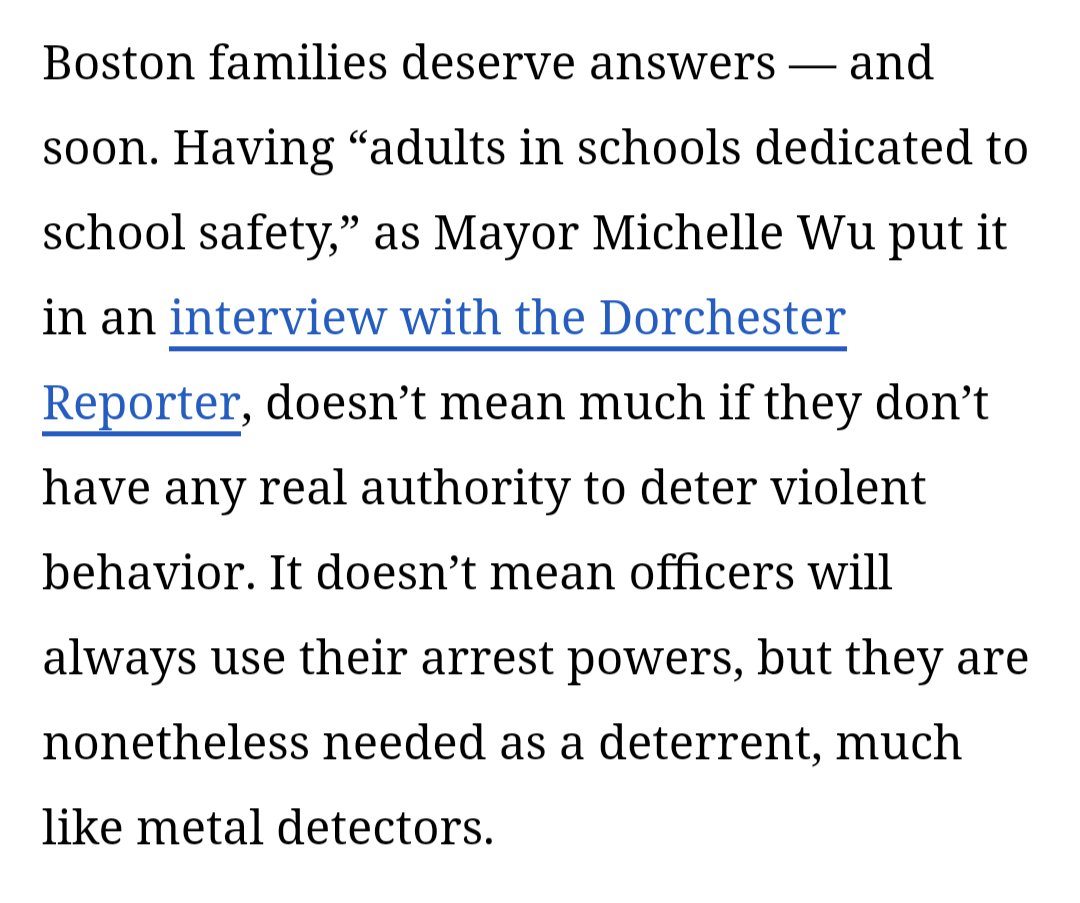 Boston families deserve answers — and
soon. Having “adults in schools dedicated to
school safety,” as Mayor Michelle Wu put it
in an interview with the Dorchester
Reporter, doesn’t mean much if they don’t
have any real authority to deter violent
behavior. It doesn’t mean officers will
always use their arrest powers, but they are
nonetheless needed as a deterrent, much
like metal detectors.